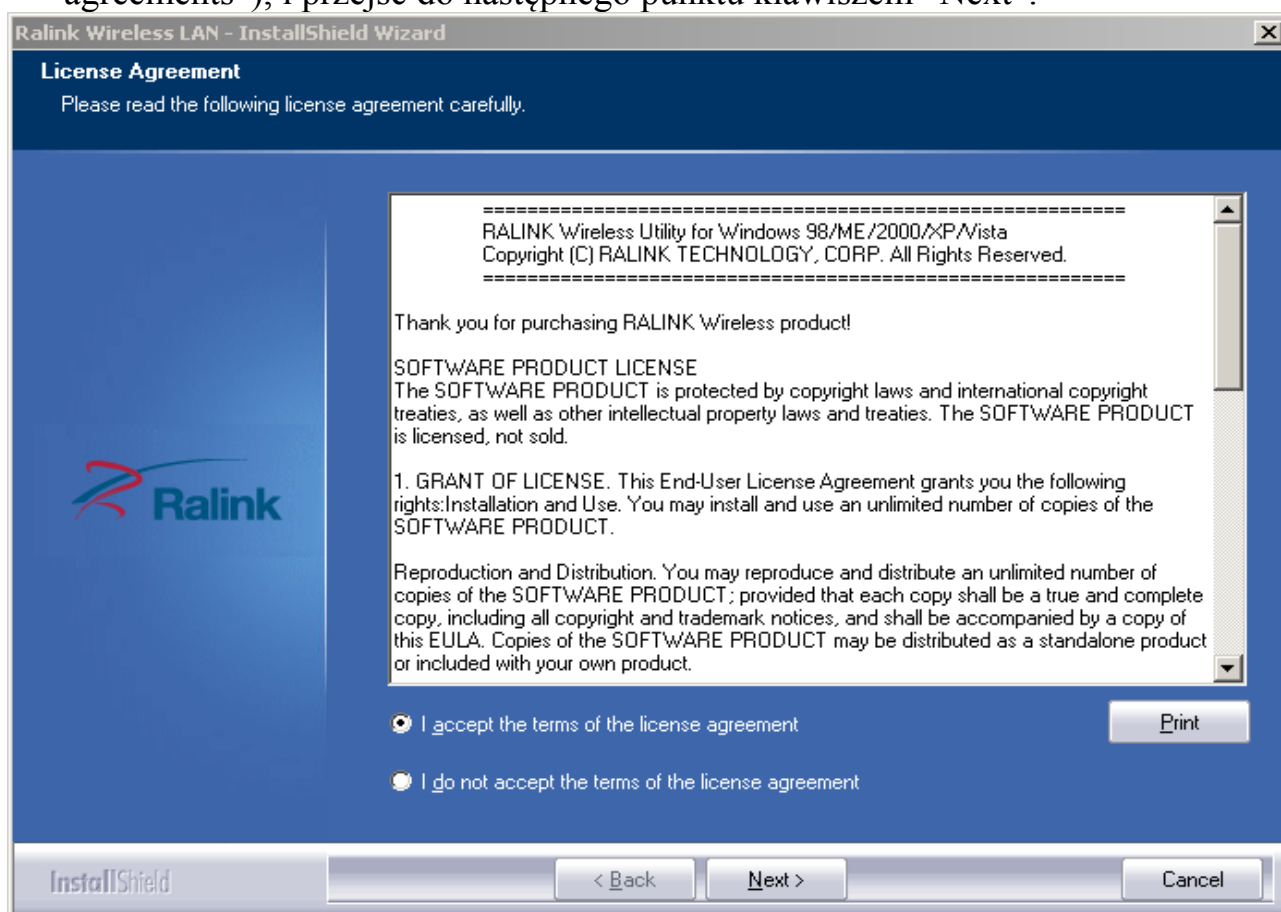 agreements"), i przejść do następnego punktu klawiszem "Next".
Ralink Wireless LAN - InstallShield Wizard
License Agreement
Please read the following license agreement carefully.
===========================================================
RALINK Wireless Utility for Windows 98/ME/2000/XP/Vista
Copyright (C) RALINK TECHNOLOGY, CORP. All Rights Reserved.
===========================================================
Thank you for purchasing RALINK Wireless product!
SOFTWARE PRODUCT LICENSE
The SOFTWARE PRODUCT is protected by copyright laws and international copyright
treaties, as well as other intellectual property laws and treaties. The SOFTWARE PRODUCT
is licensed, not sold.
1. GRANT OF LICENSE. This End-User License Agreement grants you the following
rights:Installation and Use. You may install and use an unlimited number of copies of the
SOFTWARE PRODUCT.
Reproduction and Distribution. You may reproduce and distribute an unlimited number of
copies of the SOFTWARE PRODUCT; provided that each copy shall be a true and complete
copy, including all copyright and trademark notices, and shall be accompanied by a copy of
this EULA. Copies of the SOFTWARE PRODUCT may be distributed as a standalone product
or included with your own product.
Ralink
I accept the terms of the license agreement
Print
I do not accept the terms of the license agreement
InstallShield
< Back
Next >
Cancel